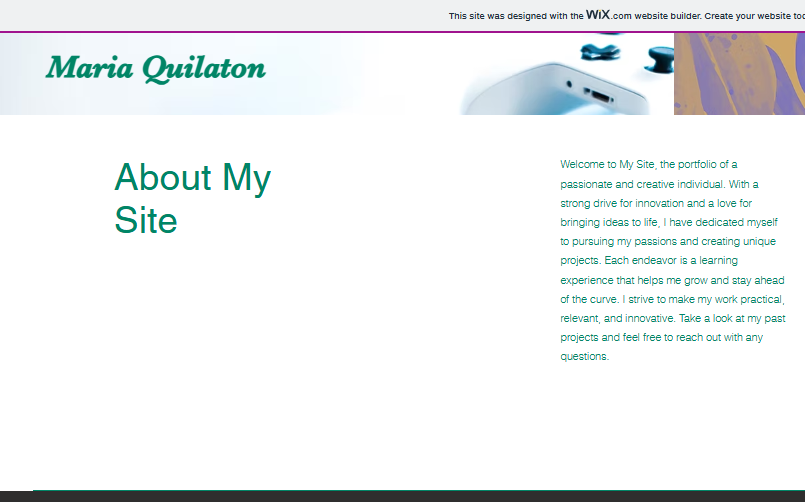 This site was designed with the WiX.com website builder. Create your website
Maria Quilaton
About My
Site
Welcome to My Site, the portfolio of a
passionate and creative individual. With a
strong drive for innovation and a love for
bringing ideas to life, I have dedicated myself
to pursuing my passions and creating unique
projects. Each endeavor is a learning
experience that helps me grow and stay ahead
of the curve. I strive to make my work practical,
relevant, and innovative. Take a look at my past
projects and feel free to reach out with any
questions.